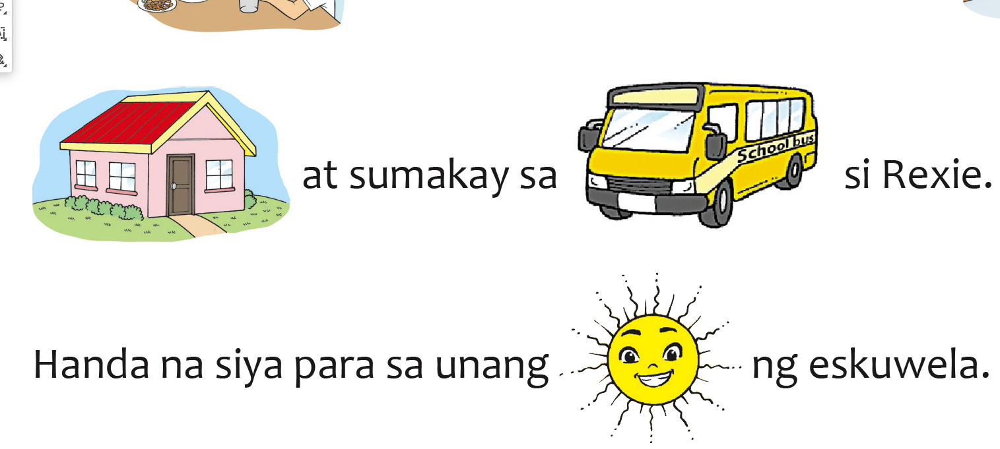 at sumakay sa School bus si Rexie.
Handa na siya para sa unang ng eskuwela.